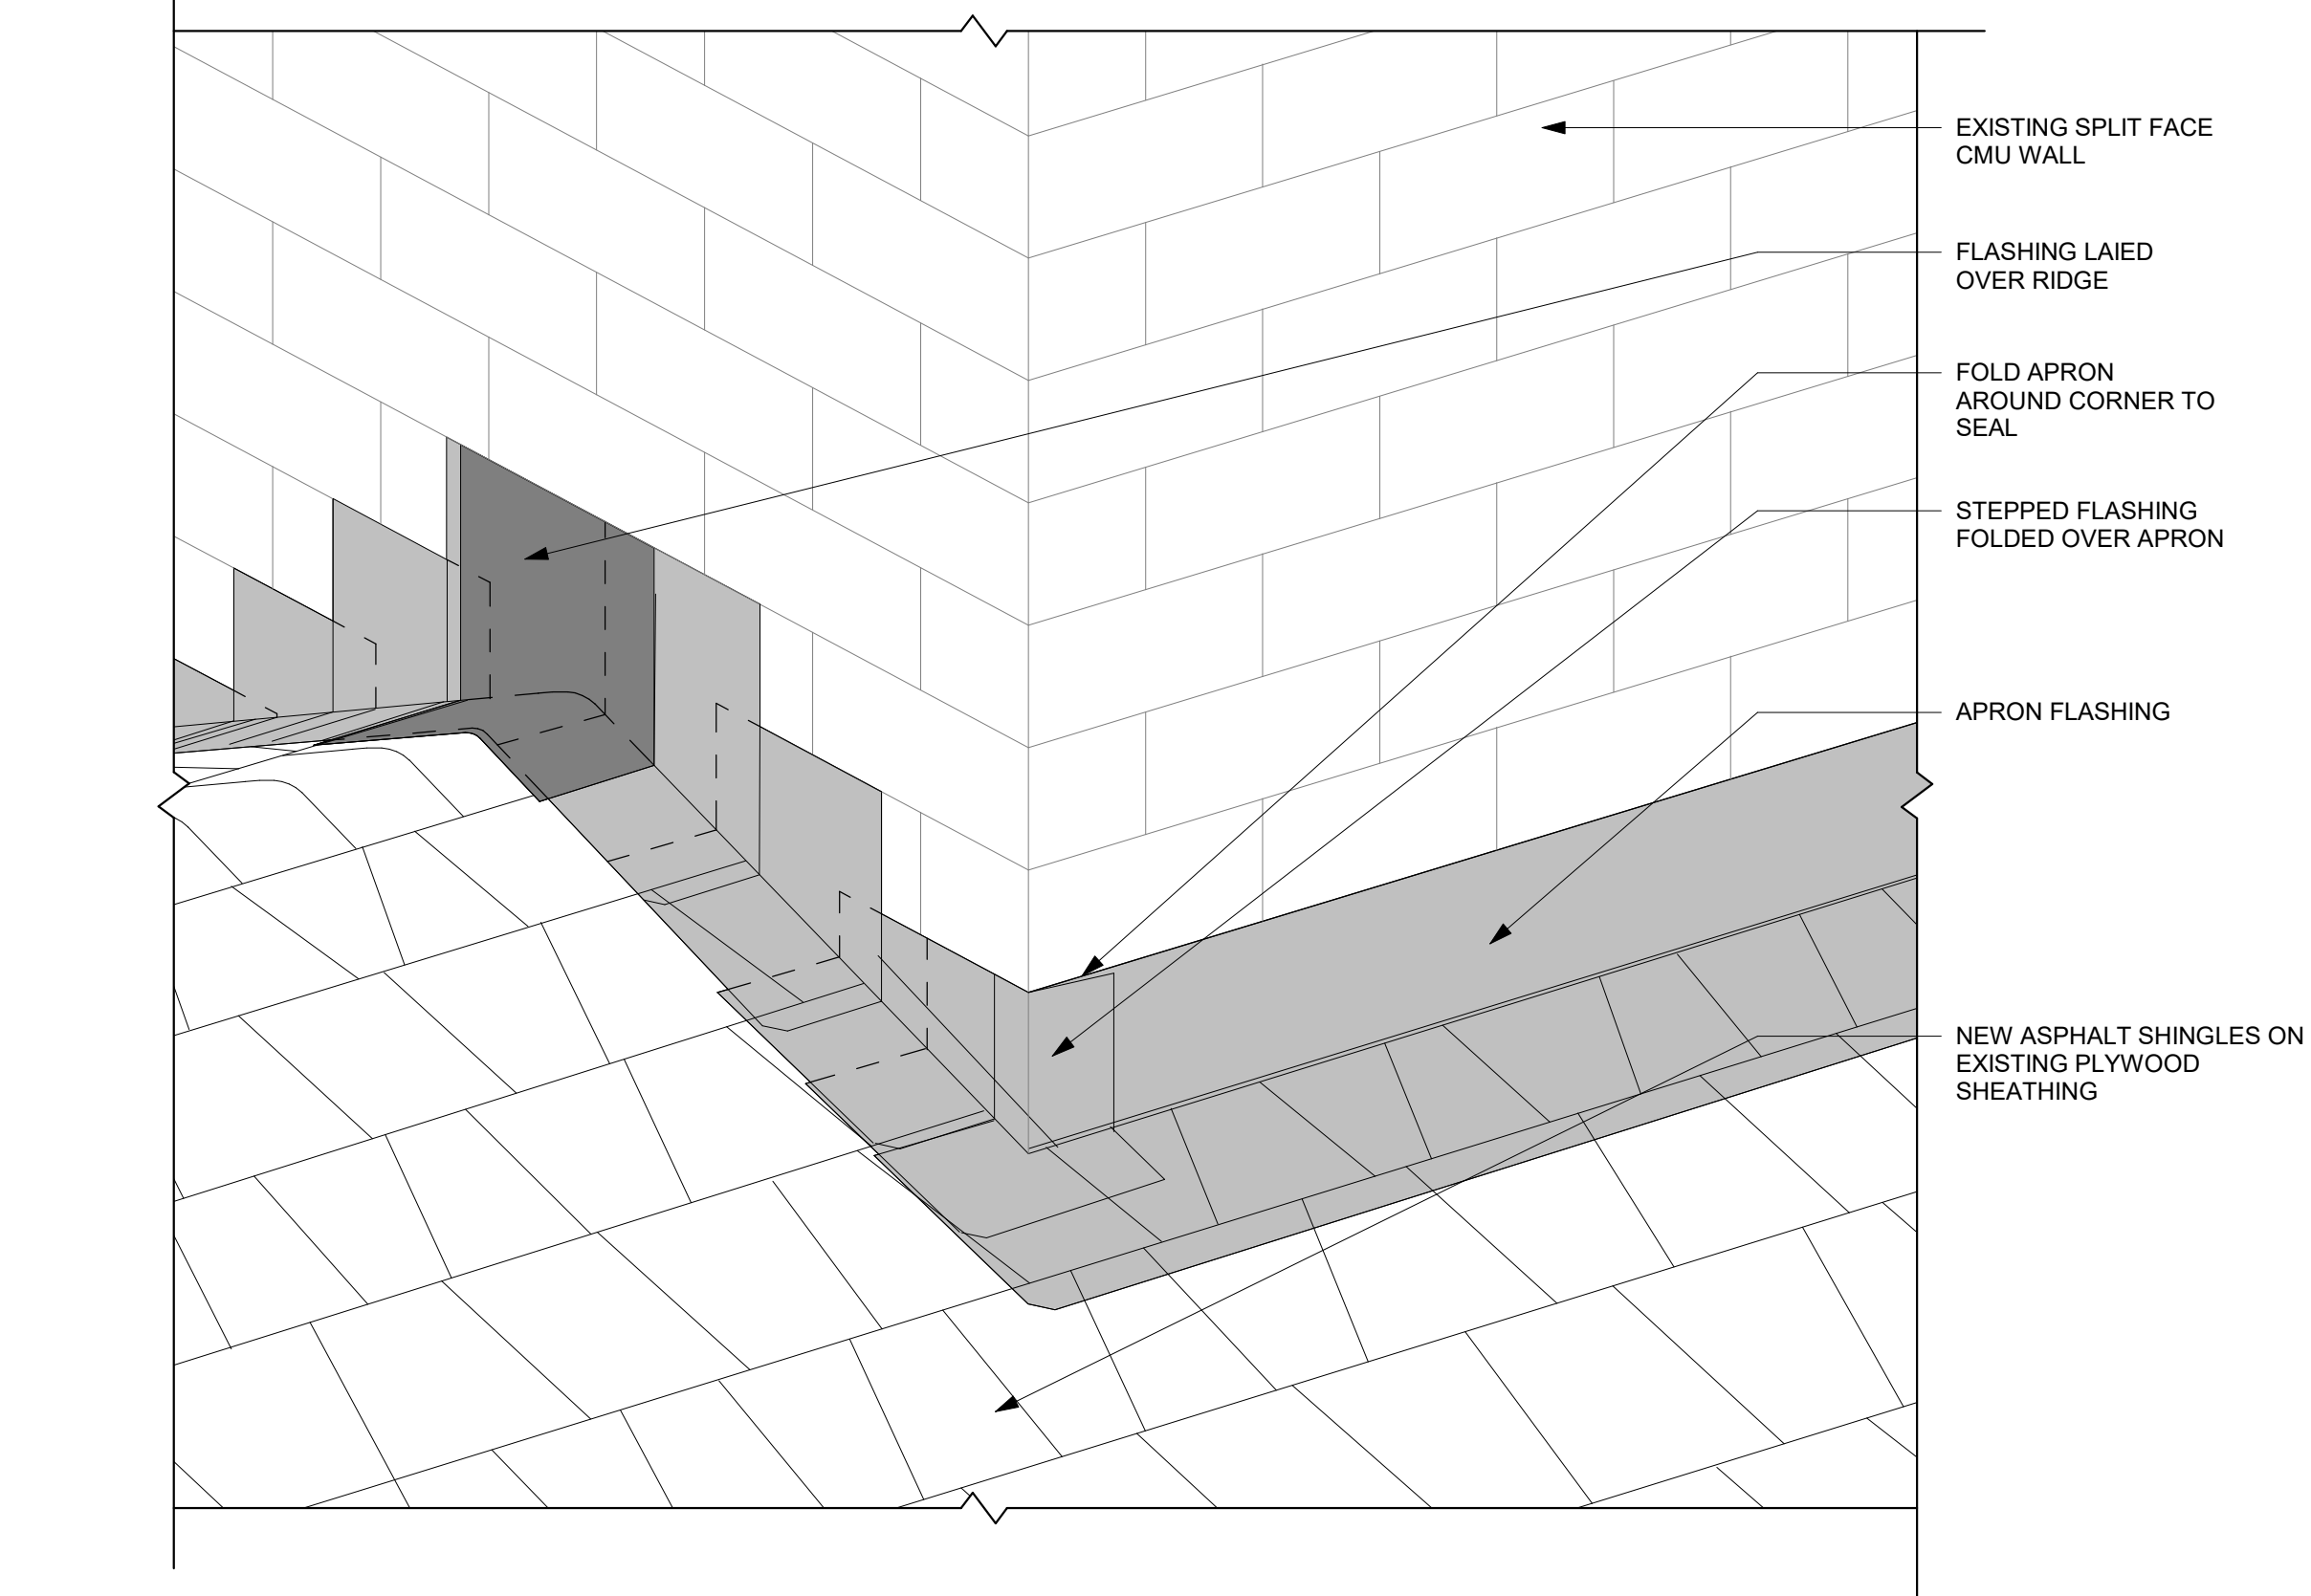 EXISTING SPLIT FACE
CMU WALL
FLASHING LAIED
OVER RIDGE
FOLD APRON
AROUND CORNER TO
SEAL
STEPPED FLASHING
FOLDED OVER APRON
APRON FLASHING
NEW ASPHALT SHINGLES ON
EXISTING PLYWOOD
SHEATHING